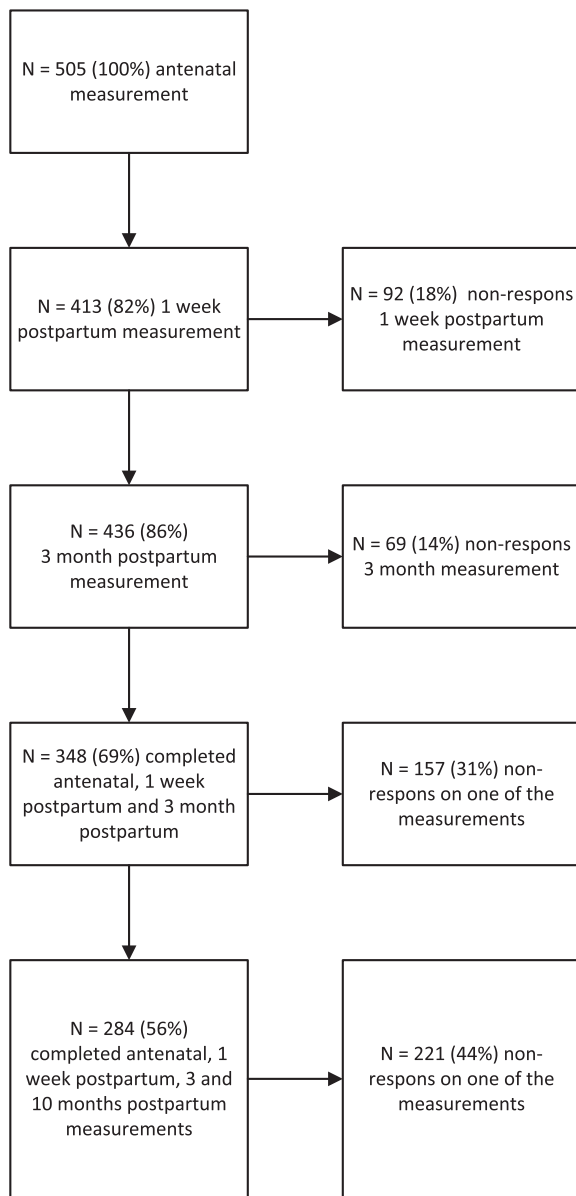 N = 505 (100%) antenatal
measurement
N = 413 (82%) 1 week
postpartum measurement
N = 92 (18%)  non-respons
1 week postpartum
measurement
N = 436 (86%)
3 month postpartum
measurement
N = 69 (14%) non-respons
3 month measurement
N = 348 (69%) completed
antenatal, 1 week
postpartum and 3 month
postpartum
N = 157 (31%) non-
respons on one of the
measurements
N = 284 (56%)
completed antenatal, 1
week postpartum, 3 and
10 months postpartum
measurements
N = 221 (44%) non-
respons on one of the
measurements